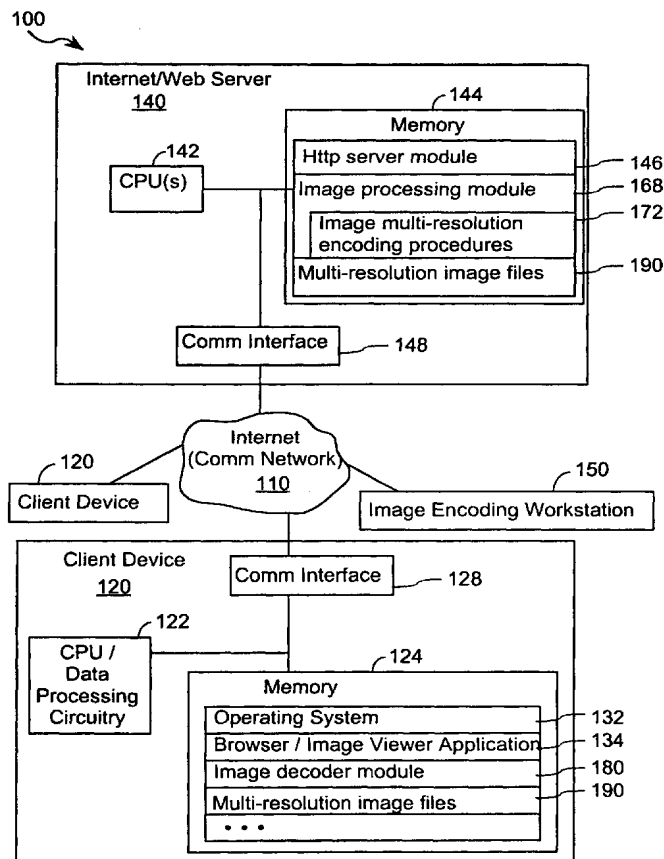 100
Internet/Web Server
140
144
Memory
142
CPU(s)
Http server module
146
Image processing module
168
Image multi-resolution
encoding procedures
172
Multi-resolution image files
190
Comm Interface
148
Internet
(Comm Network)
110
120
Client Device
150
Image Encoding Workstation
Client Device
120
Comm Interface
128
122
CPU /
Data
Processing
Circuitry
124
Memory
Operating System
132
Browser / Image Viewer Application
134
Image decoder module
180
Multi-resolution image files
190
• • •